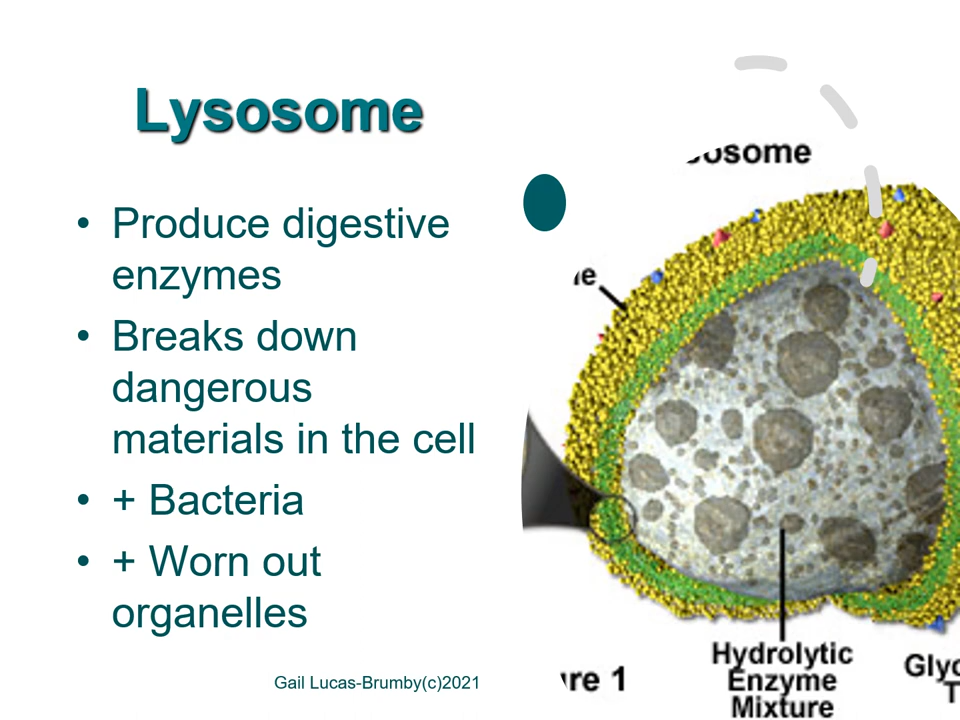 Lysosome
• Produce digestive
enzymes
• Breaks down
dangerous
materials in the cell
• + Bacteria
• + Worn out
organelles
Gail Lucas-Brumby(c)2021
Hydrolytic
Enzyme
Mixture
1